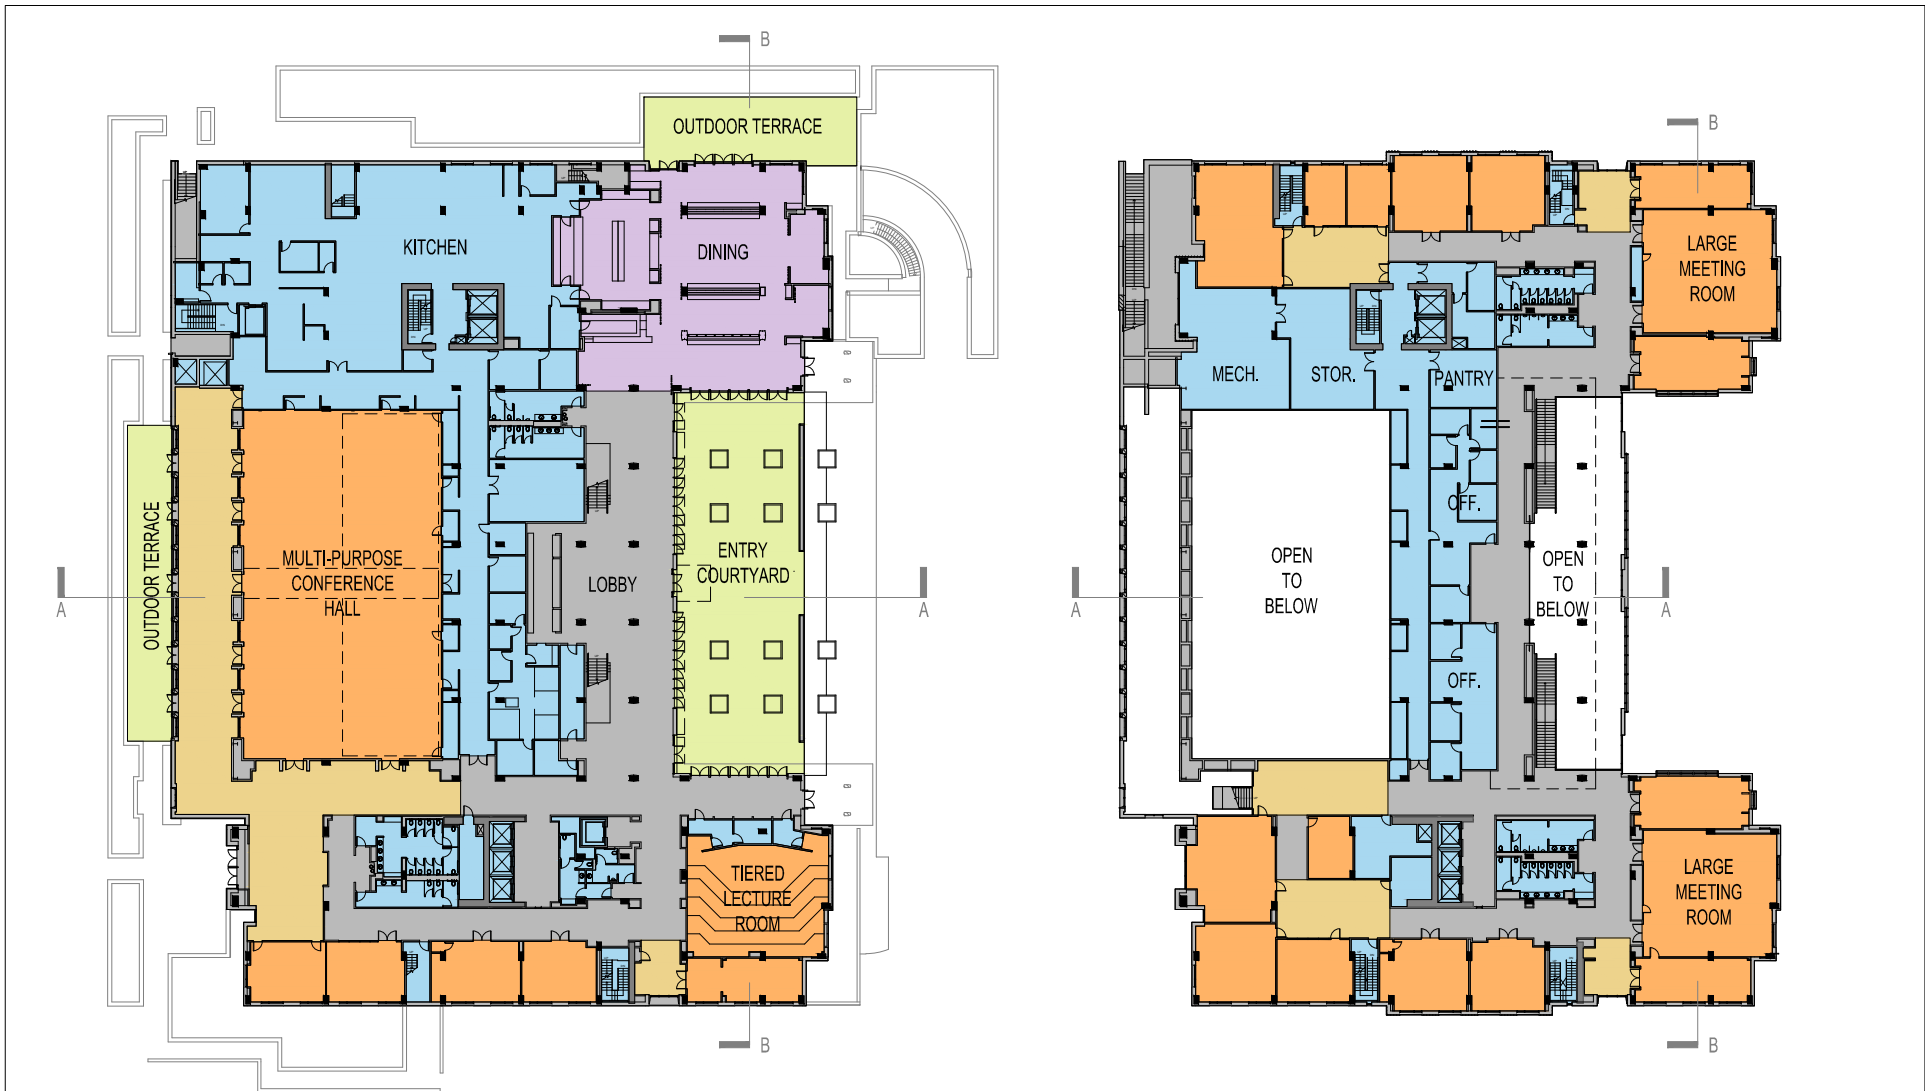 B
OUTDOOR TERRACE
KITCHEN
DINING
OUTDOOR TERRACE
MULTI-PURPOSE
CONFERENCE
HALL
LOBBY
ENTRY
COURTYARD
A
A
TIERED
LECTURE
ROOM
B
B
LARGE
MEETING
ROOM
MECH.
STOR.
PANTRY
OFF.
OPEN
TO
BELOW
OPEN
TO
BELOW
A
A
OFF.
LARGE
MEETING
ROOM
B